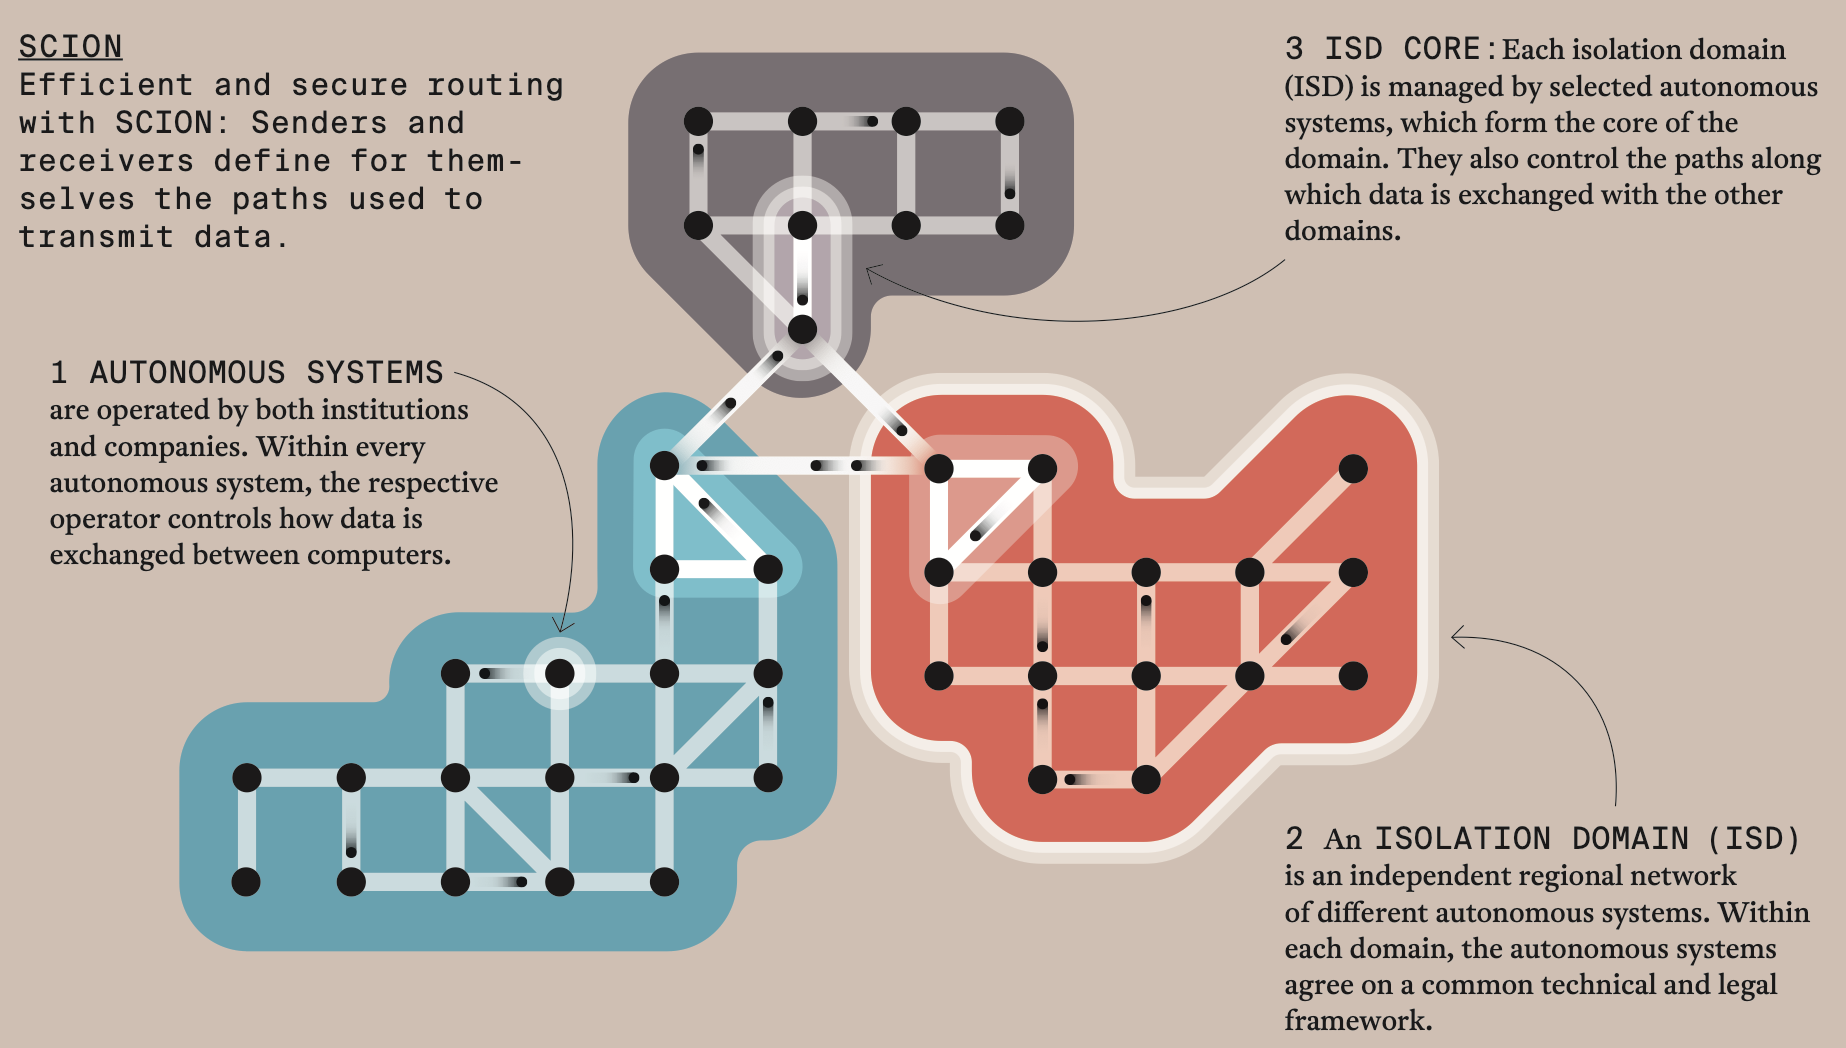 SCION
Efficient and secure routing
with SCION: Senders and
receivers define for them-
selves the paths used to
transmit data.
3 ISD CORE: Each isolation domain
(ISD) is managed by selected autonomous
systems, which form the core of the
domain. They also control the paths along
which data is exchanged with the other
domains.
1 AUTONOMOUS SYSTEMS
are operated by both institutions
and companies. Within every
autonomous system, the respective
operator controls how data is
exchanged between computers.
2 An ISOLATION DOMAIN (ISD)
is an independent regional network
of different autonomous systems. Within
each domain, the autonomous systems
agree on a common technical and legal
framework.